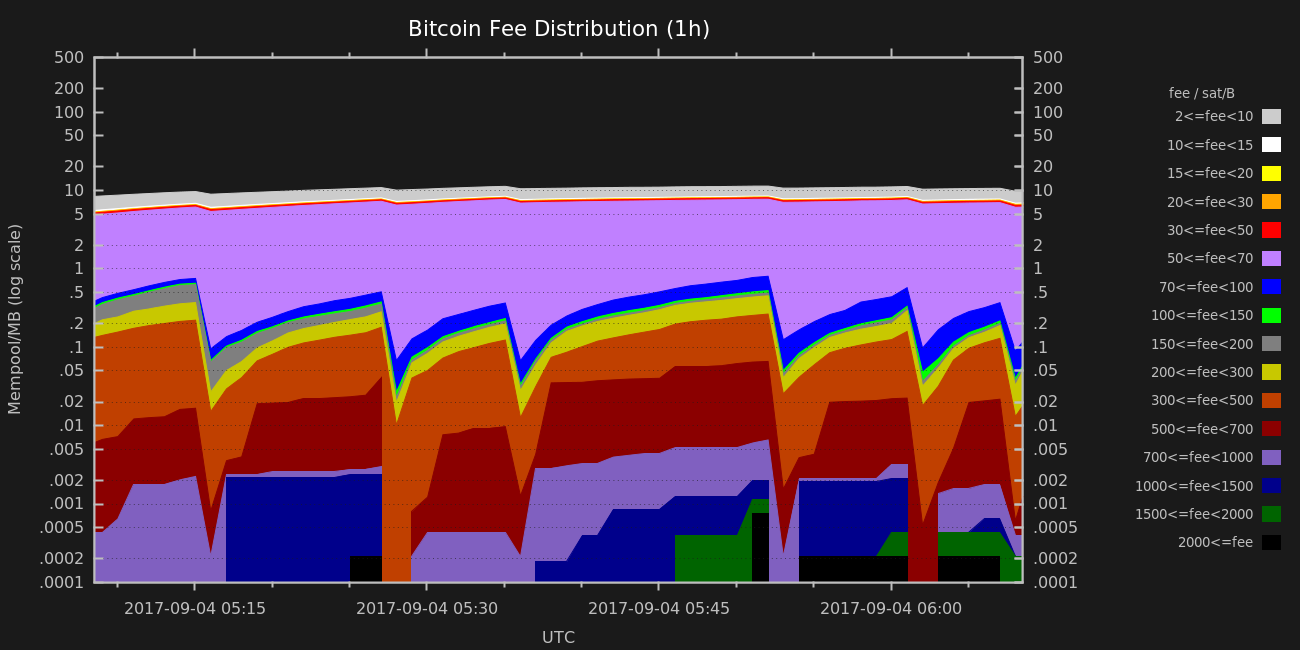 Bitcoin Fee Distribution (1h)
500
200
100
50
20
10
5
2
1
.5
.2
.1
.05
.02
.01
.005
.002
.001
.0005
.0002
.0001
Mempool/MB (log scale)
500
200
100
50
20
10
5
2
1
.5
.2
.1
.05
.02
.01
.005
.002
.001
.0005
.0002
.0001
2017-09-04 05:15 2017-09-04 05:30 2017-09-04 05:45 2017-09-04 06:00
UTC
fee / sat/B
2<=fee<10
10<=fee<15
15<=fee<20
20<=fee<30
30<=fee<50
50<=fee<70
70<=fee<100
100<=fee<150
150<=fee<200
200<=fee<300
300<=fee<500
500<=fee<700
700<=fee<1000
1000<=fee<1500
1500<=fee<2000
2000<=fee